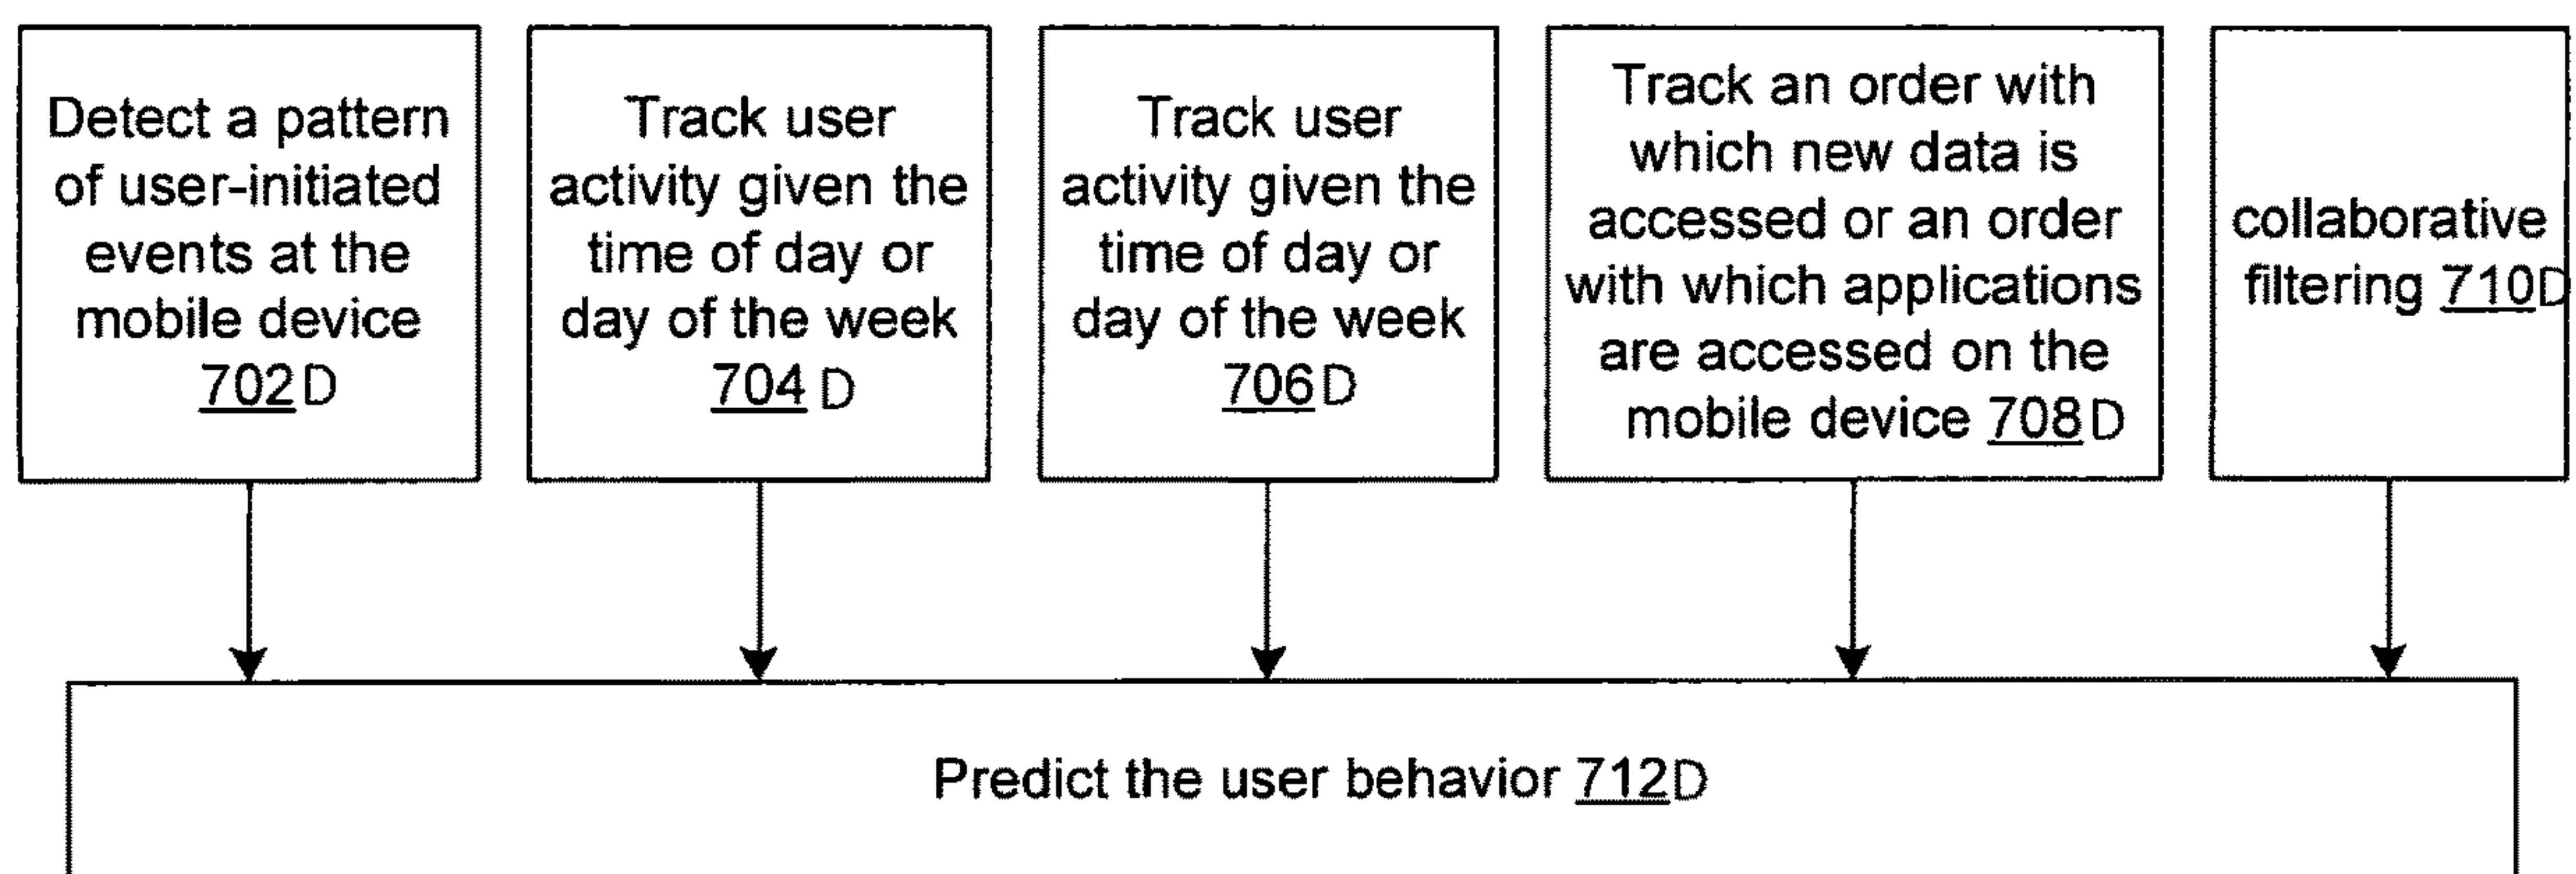 Detect a pattern
of user-initiated
events at the
mobile device
702D
Track user
activity given the
time of day or
day of the week
704 D
Track user
activity given the
time of day or
day of the week
706 D
Track an order with
which new data is
accessed or an order
with which applications
are accessed on the
mobile device 708 D
collaborative
filtering 710D
Predict the user behavior 712D